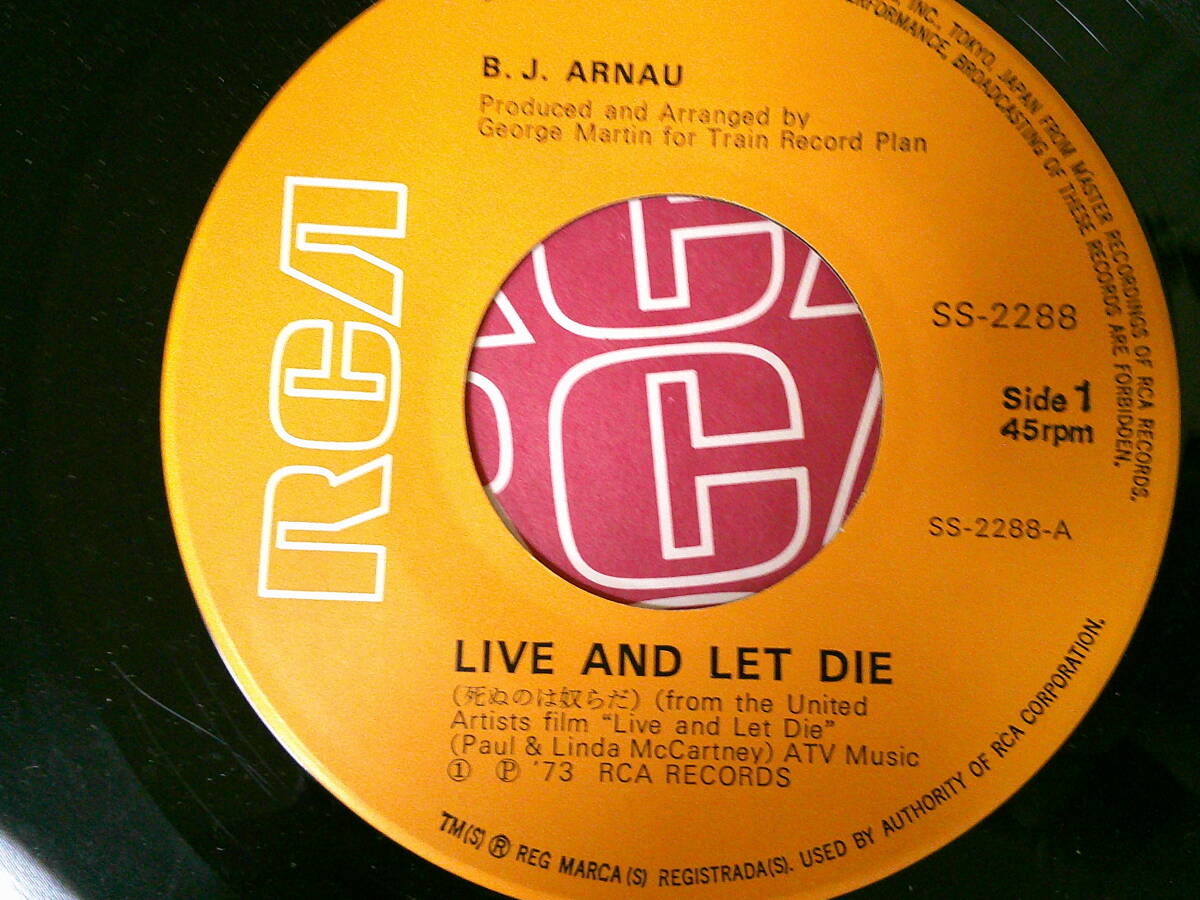 B. J. ARNAU
Produced and Arranged by
George Martin for Train Record Plan
RCA
SS-2288
Side 1
45rpm
SS-2288-A
LIVE AND LET DIE
(死ぬのは奴らだ) (from the United
Artists film “Live and Let Die”
(Paul & Linda McCartney) ATV Music
① Ⓟ '73 RCA RECORDS
INC., TOKYO, JAPAN FROM MASTER RECORDINGS OF RCA RECORDS.
PERFORMANCE, BROADCASTING OF THESE RECORDS ARE FORBIDDEN.
TM(S) ® REG MARCA(S) REGISTRADA(S). USED BY AUTHORITY OF RCA CORPORATION.